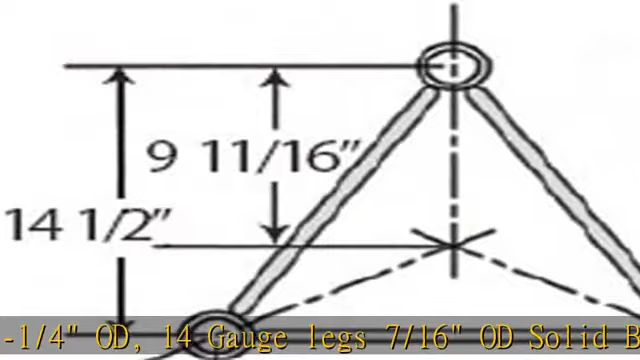 9 11/16”
14 1/2”
-1/4" OD, 14 Gauge legs 7/16" OD Solid B